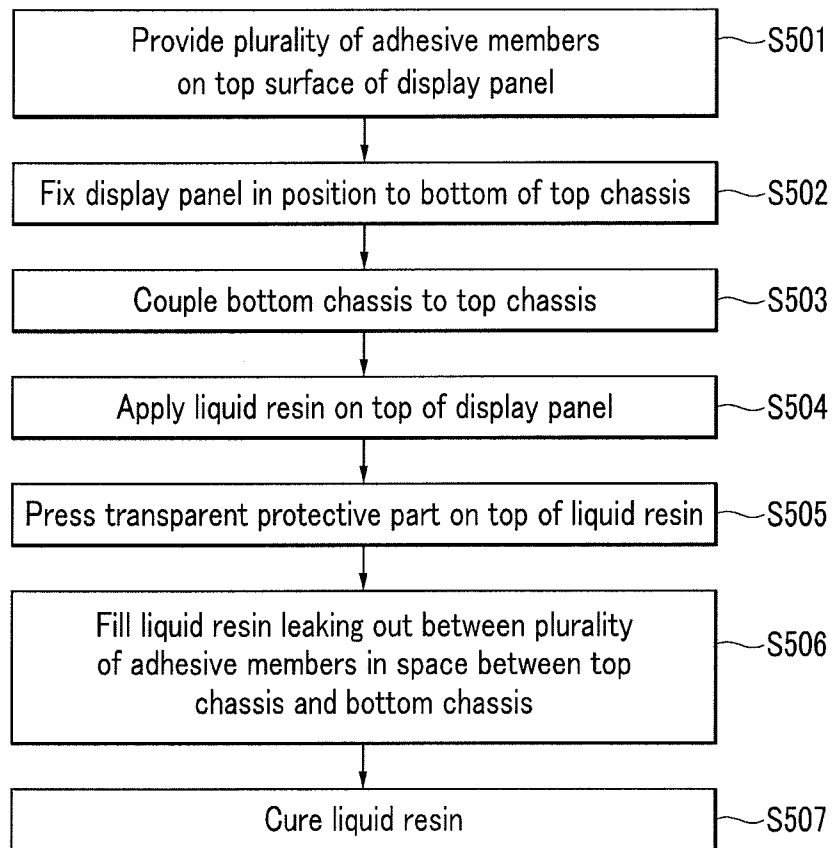 Provide plurality of adhesive members
on top surface of display panel
S501
Fix display panel in position to bottom of top chassis
S502
Couple bottom chassis to top chassis
S503
Apply liquid resin on top of display panel
S504
Press transparent protective part on top of liquid resin
S505
Fill liquid resin leaking out between plurality
of adhesive members in space between top
chassis and bottom chassis
S506
Cure liquid resin
S507